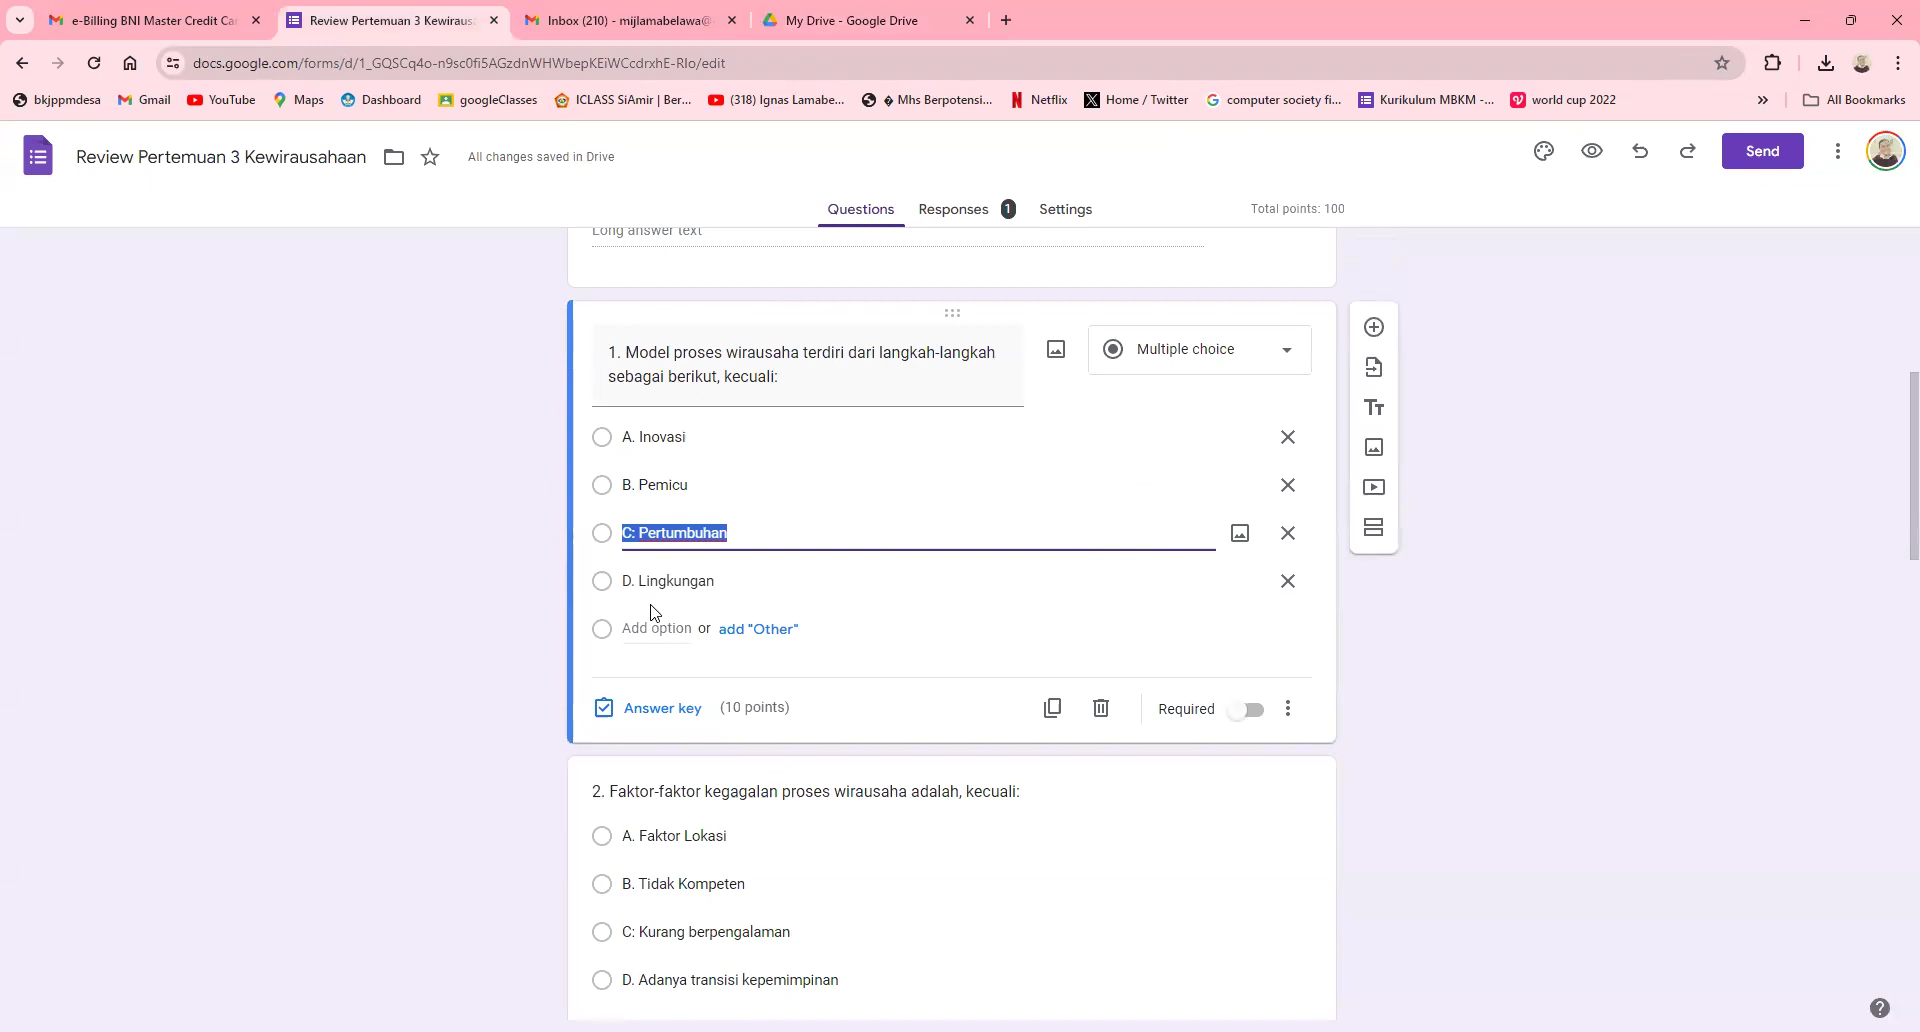 e-Billing BNI Master Credit Ca
Review Pertemuan 3 Kewiraus
Inbox (210) - mijlamabelawa@
My Drive - Google Drive
docs.google.com/forms/d/1_GQSCq4o-n9sc0fi5AGzdnWHWbepKEiWCcdrxhE-RIo/edit
bkjppmdesa
Gmail
YouTube
Maps
Dashboard
googleClasses
ICLASS SiAmir | Ber...
(318) Ignas Lamabe...
� Mhs Berpotensi...
Netflix
Home / Twitter
computer society fi...
Kurikulum MBKM -...
world cup 2022
All Bookmarks
Review Pertemuan 3 Kewirausahaan
All changes saved in Drive
Send
Questions
Responses 1
Settings
Total points: 100
Long answer text
1. Model proses wirausaha terdiri dari langkah-langkah
sebagai berikut, kecuali:
Multiple choice
A. Inovasi
B. Pemicu
C: Pertumbuhan
D. Lingkungan
Add option or add "Other"
Answer key (10 points)
Required
2. Faktor-faktor kegagalan proses wirausaha adalah, kecuali:
A. Faktor Lokasi
B. Tidak Kompeten
C: Kurang berpengalaman
D. Adanya transisi kepemimpinan